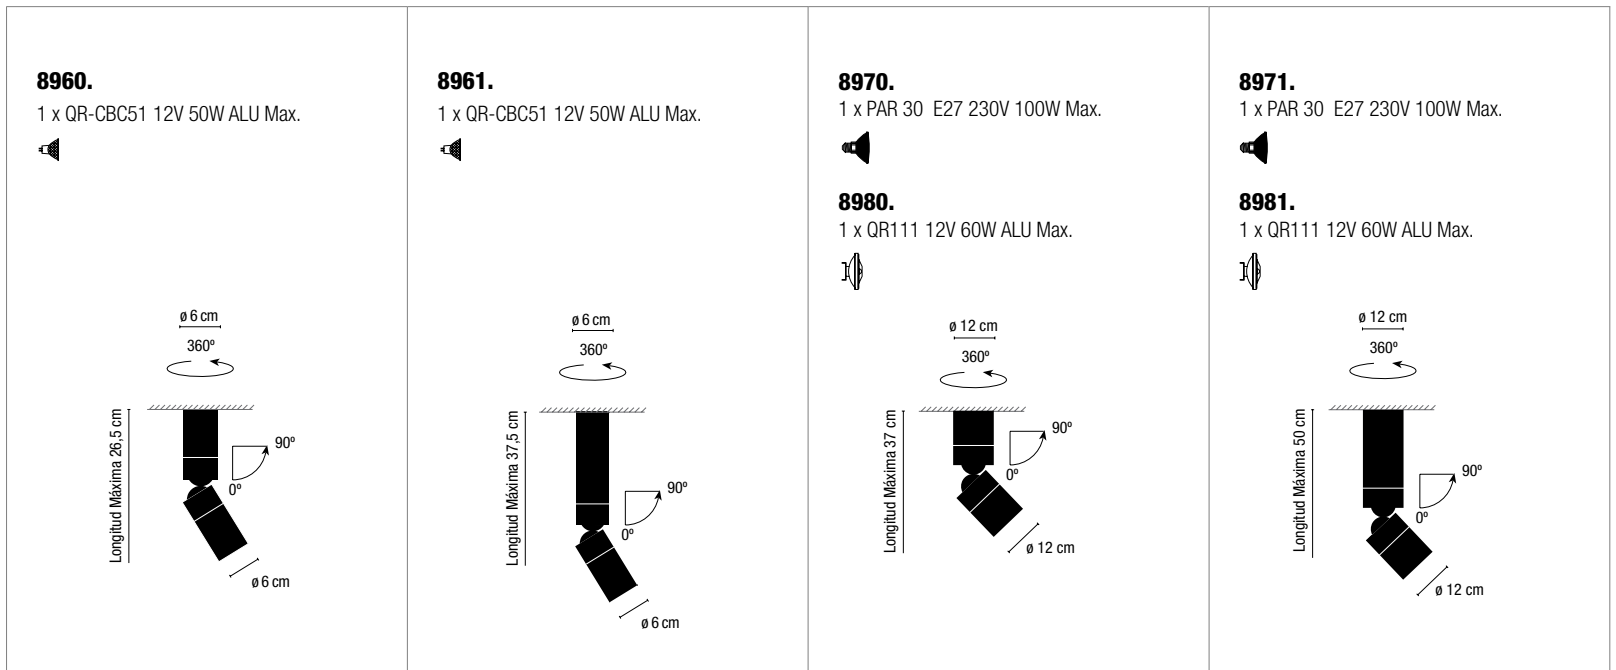 8960.
1 x QR-CBC51 12V 50W ALU Max.
ø 6 cm
360º
Longitud Máxima 26,5 cm
90º
0º
ø 6 cm
8961.
1 x QR-CBC51 12V 50W ALU Max.
ø 6 cm
360º
Longitud Máxima 37,5 cm
90º
0º
ø 6 cm
8970.
1 x PAR 30 E27 230V 100W Max.
8980.
1 x QR111 12V 60W ALU Max.
ø 12 cm
360º
Longitud Máxima 37 cm
90º
0º
ø 12 cm
8971.
1 x PAR 30 E27 230V 100W Max.
8981.
1 x QR111 12V 60W ALU Max.
ø 12 cm
360º
Longitud Máxima 50 cm
90º
0º
ø 12 cm